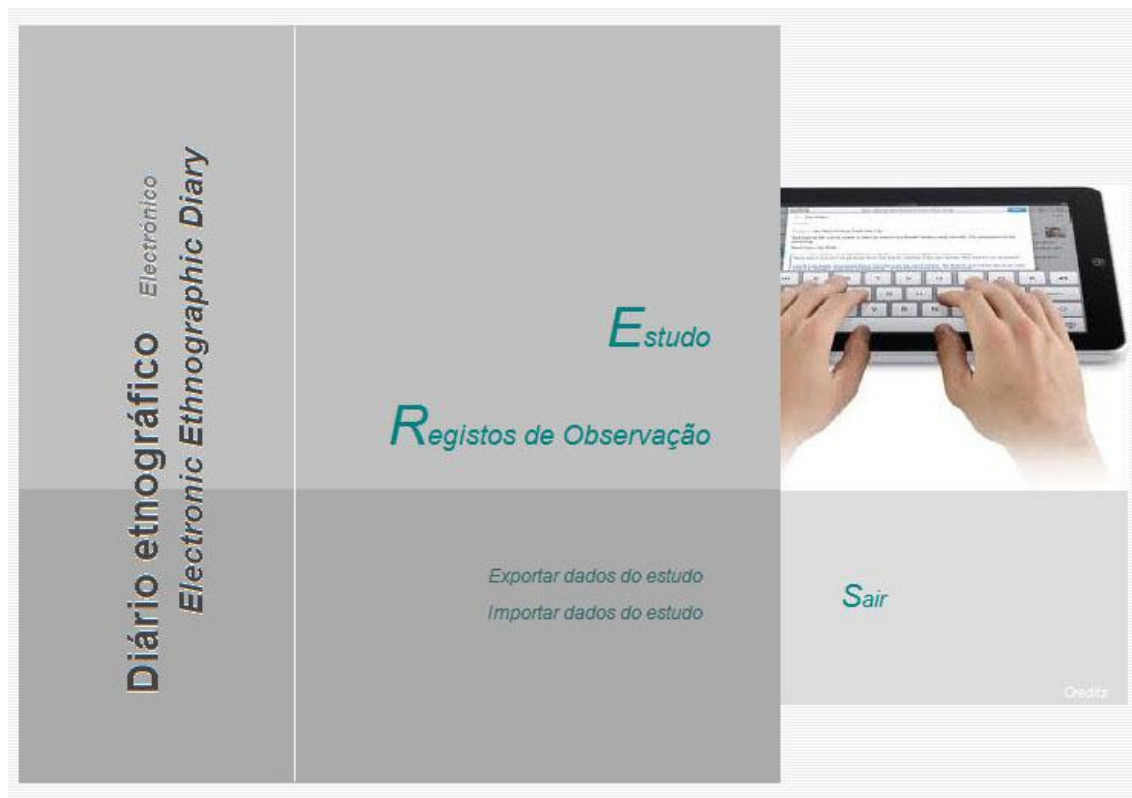 Diário etnográfico Electrónico
Electronic Ethnographic Diary
Estudo
Registos de Observação
Exportar dados do estudo
Importar dados do estudo
Sair
Credits